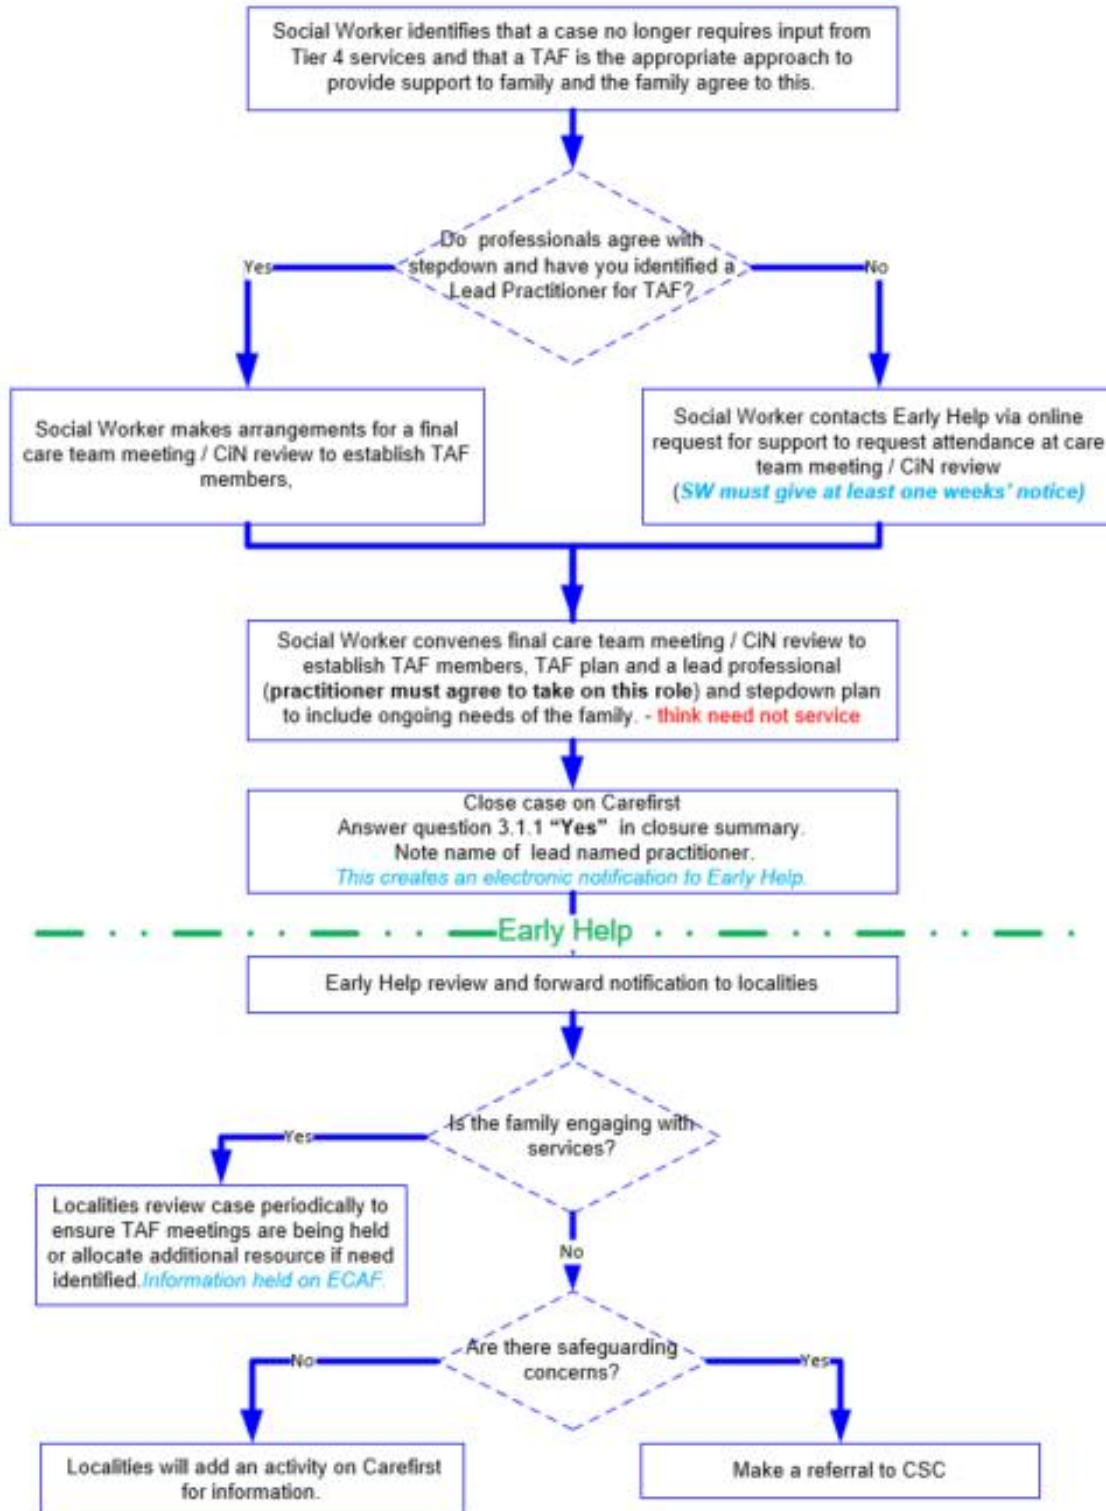 Social Worker identifies that a case no longer requires input from
Tier 4 services and that a TAF is the appropriate approach to
provide support to family and the family agree to this.
Do professionals agree with
stepdown and have you identified a
Lead Practitioner for TAF?
Yes
No
Social Worker makes arrangements for a final
care team meeting / CiN review to establish TAF
members,
Social Worker contacts Early Help via online
request for support to request attendance at care
team meeting / CiN review
(SW must give at least one weeks' notice)
Social Worker convenes final care team meeting / CiN review to
establish TAF members, TAF plan and a lead professional
(practitioner must agree to take on this role) and stepdown plan
to include ongoing needs of the family. - think need not service
Close case on Carefirst
Answer question 3.1.1 “Yes” in closure summary.
Note name of lead named practitioner.
This creates an electronic notification to Early Help.
Early Help
Early Help review and forward notification to localities
Is the family engaging with
services?
Yes
No
Localities review case periodically to
ensure TAF meetings are being held
or allocate additional resource if need
identified.Information held on ECAF.
Are there safeguarding
concerns?
No
Yes
Localities will add an activity on Carefirst
for information.
Make a referral to CSC